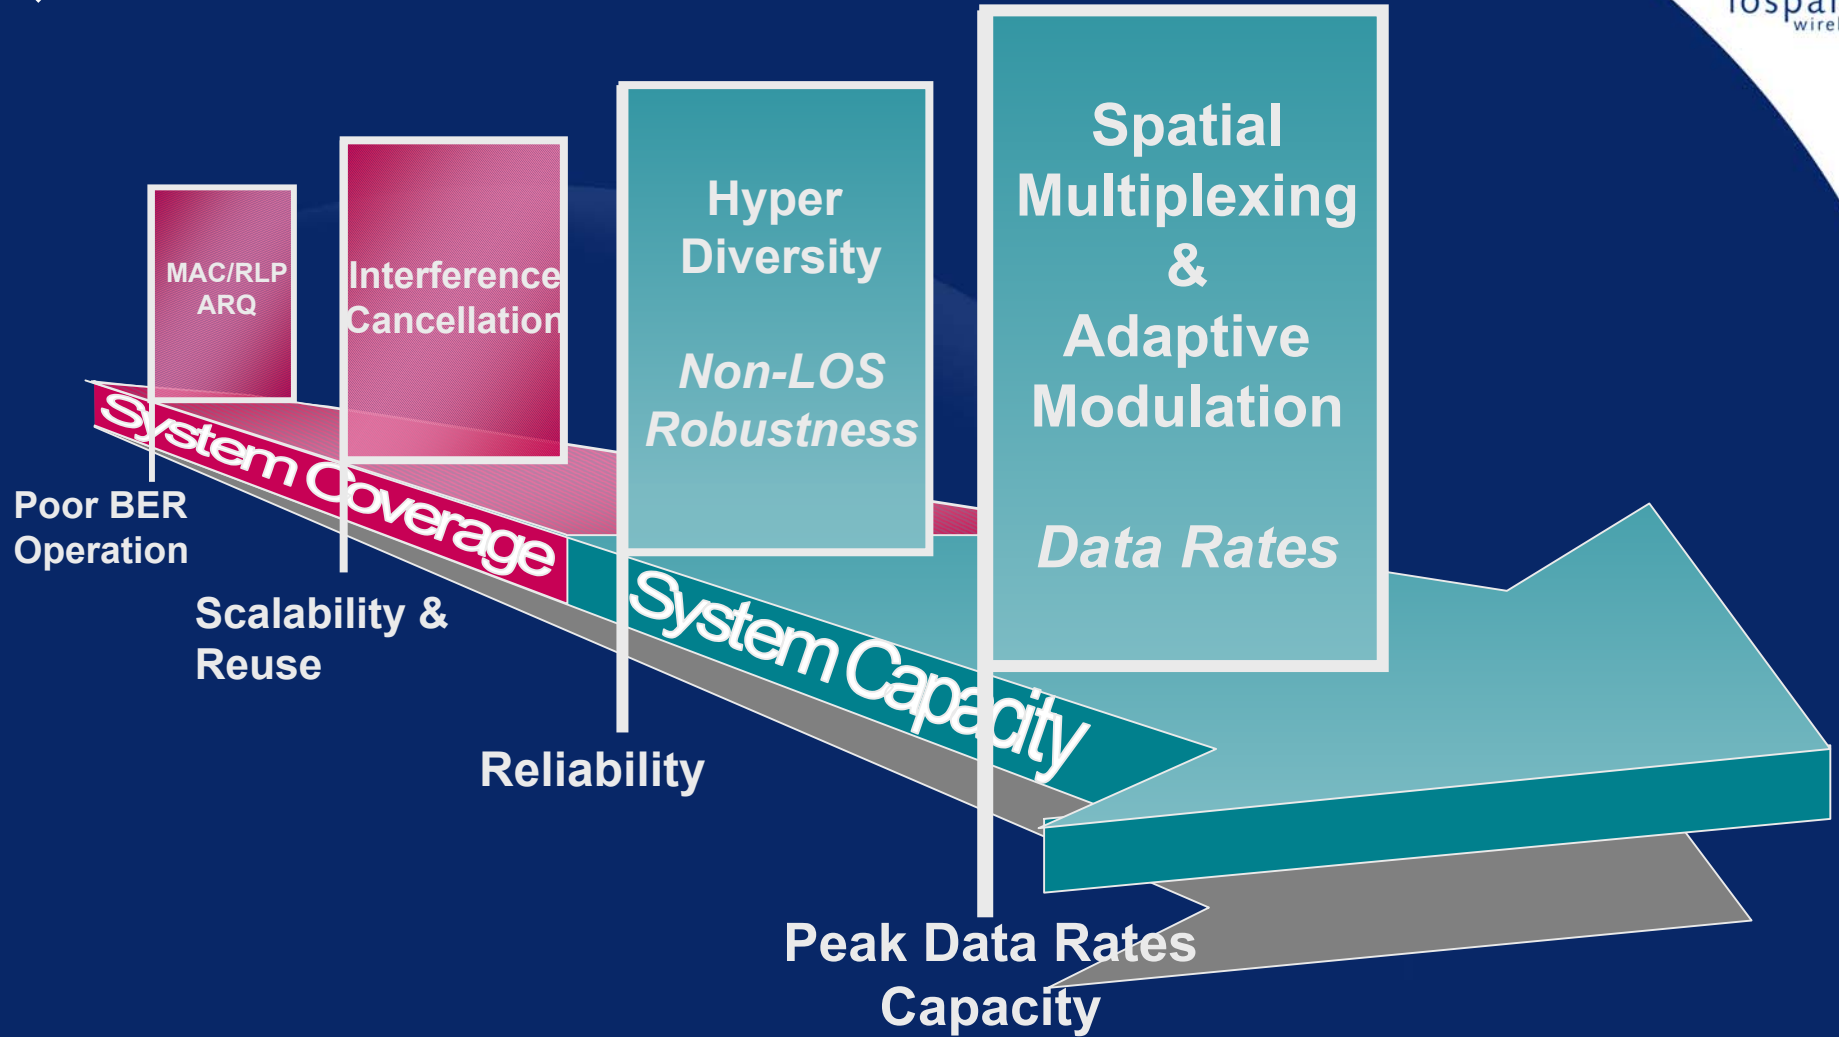 MAC/RLP
ARQ
Interference
Cancellation
Hyper
Diversity
Non-LOS
Robustness
Spatial
Multiplexing
&
Adaptive
Modulation
Data Rates
System Coverage
System Capacity
Poor BER
Operation
Scalability &
Reuse
Reliability
Peak Data Rates
Capacity